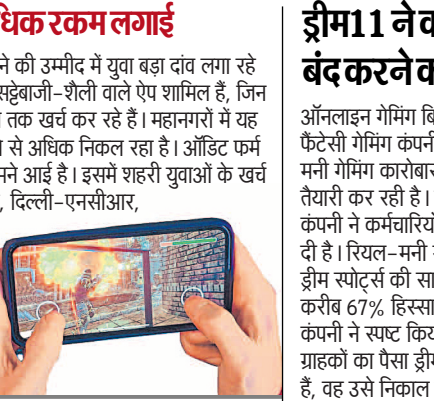 धिक रकम लगाई
ने की उम्मीद में युवा बड़ा दांव लगा रहे
सट्टेबाजी-शैली वाले ऐप शामिल हैं, जिन
तक खर्च कर रहे हैं। महानगरों में यह
से अधिक निकल रहा है। ऑडिट फर्म
मने आई है। इसमें शहरी युवाओं के खर्च
, दिल्ली-एनसीआर,
ड्रीम11 ने व
बंद करने व
ऑनलाइन गेमिंग बि
फैंटेसी गेमिंग कंपनी
मनी गेमिंग कारोबार
तैयारी कर रही है।
कंपनी ने कर्मचारियों
दी है। रियल-मनी
ड्रीम स्पोर्ट्स की सा
करीब 67% हिस्सा
कंपनी ने स्पष्ट किय
ग्राहकों का पैसा ड्रीम
हैं, वह उसे निकाल